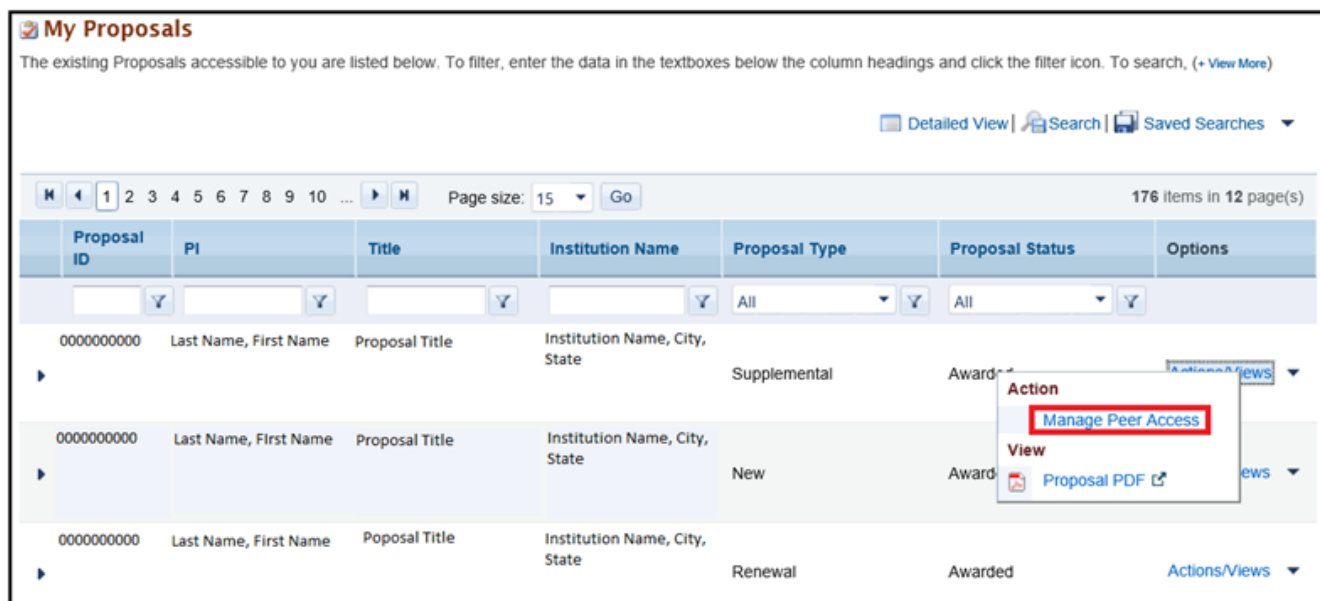 My Proposals
The existing Proposals accessible to you are listed below. To filter, enter the data in the textboxes below the column headings and click the filter icon. To search, (+ View More)
Detailed View | Search | Saved Searches
1 2 3 4 5 6 7 8 9 10 ... Page size: 15 Go 176 items in 12 page(s)
Proposal ID PI Title Institution Name Proposal Type Proposal Status Options
All All
0000000000 Last Name, First Name Proposal Title Institution Name, City,
State
Supplemental Awarded Actions/Views
Action
Manage Peer Access
View
Proposal PDF
0000000000 Last Name, FIrst Name Proposal Title Institution Name, City,
State
New Award ews
0000000000 Last Name, First Name Poposal Title Institution Name, City,
State
Renewal Awarded Actions/Views